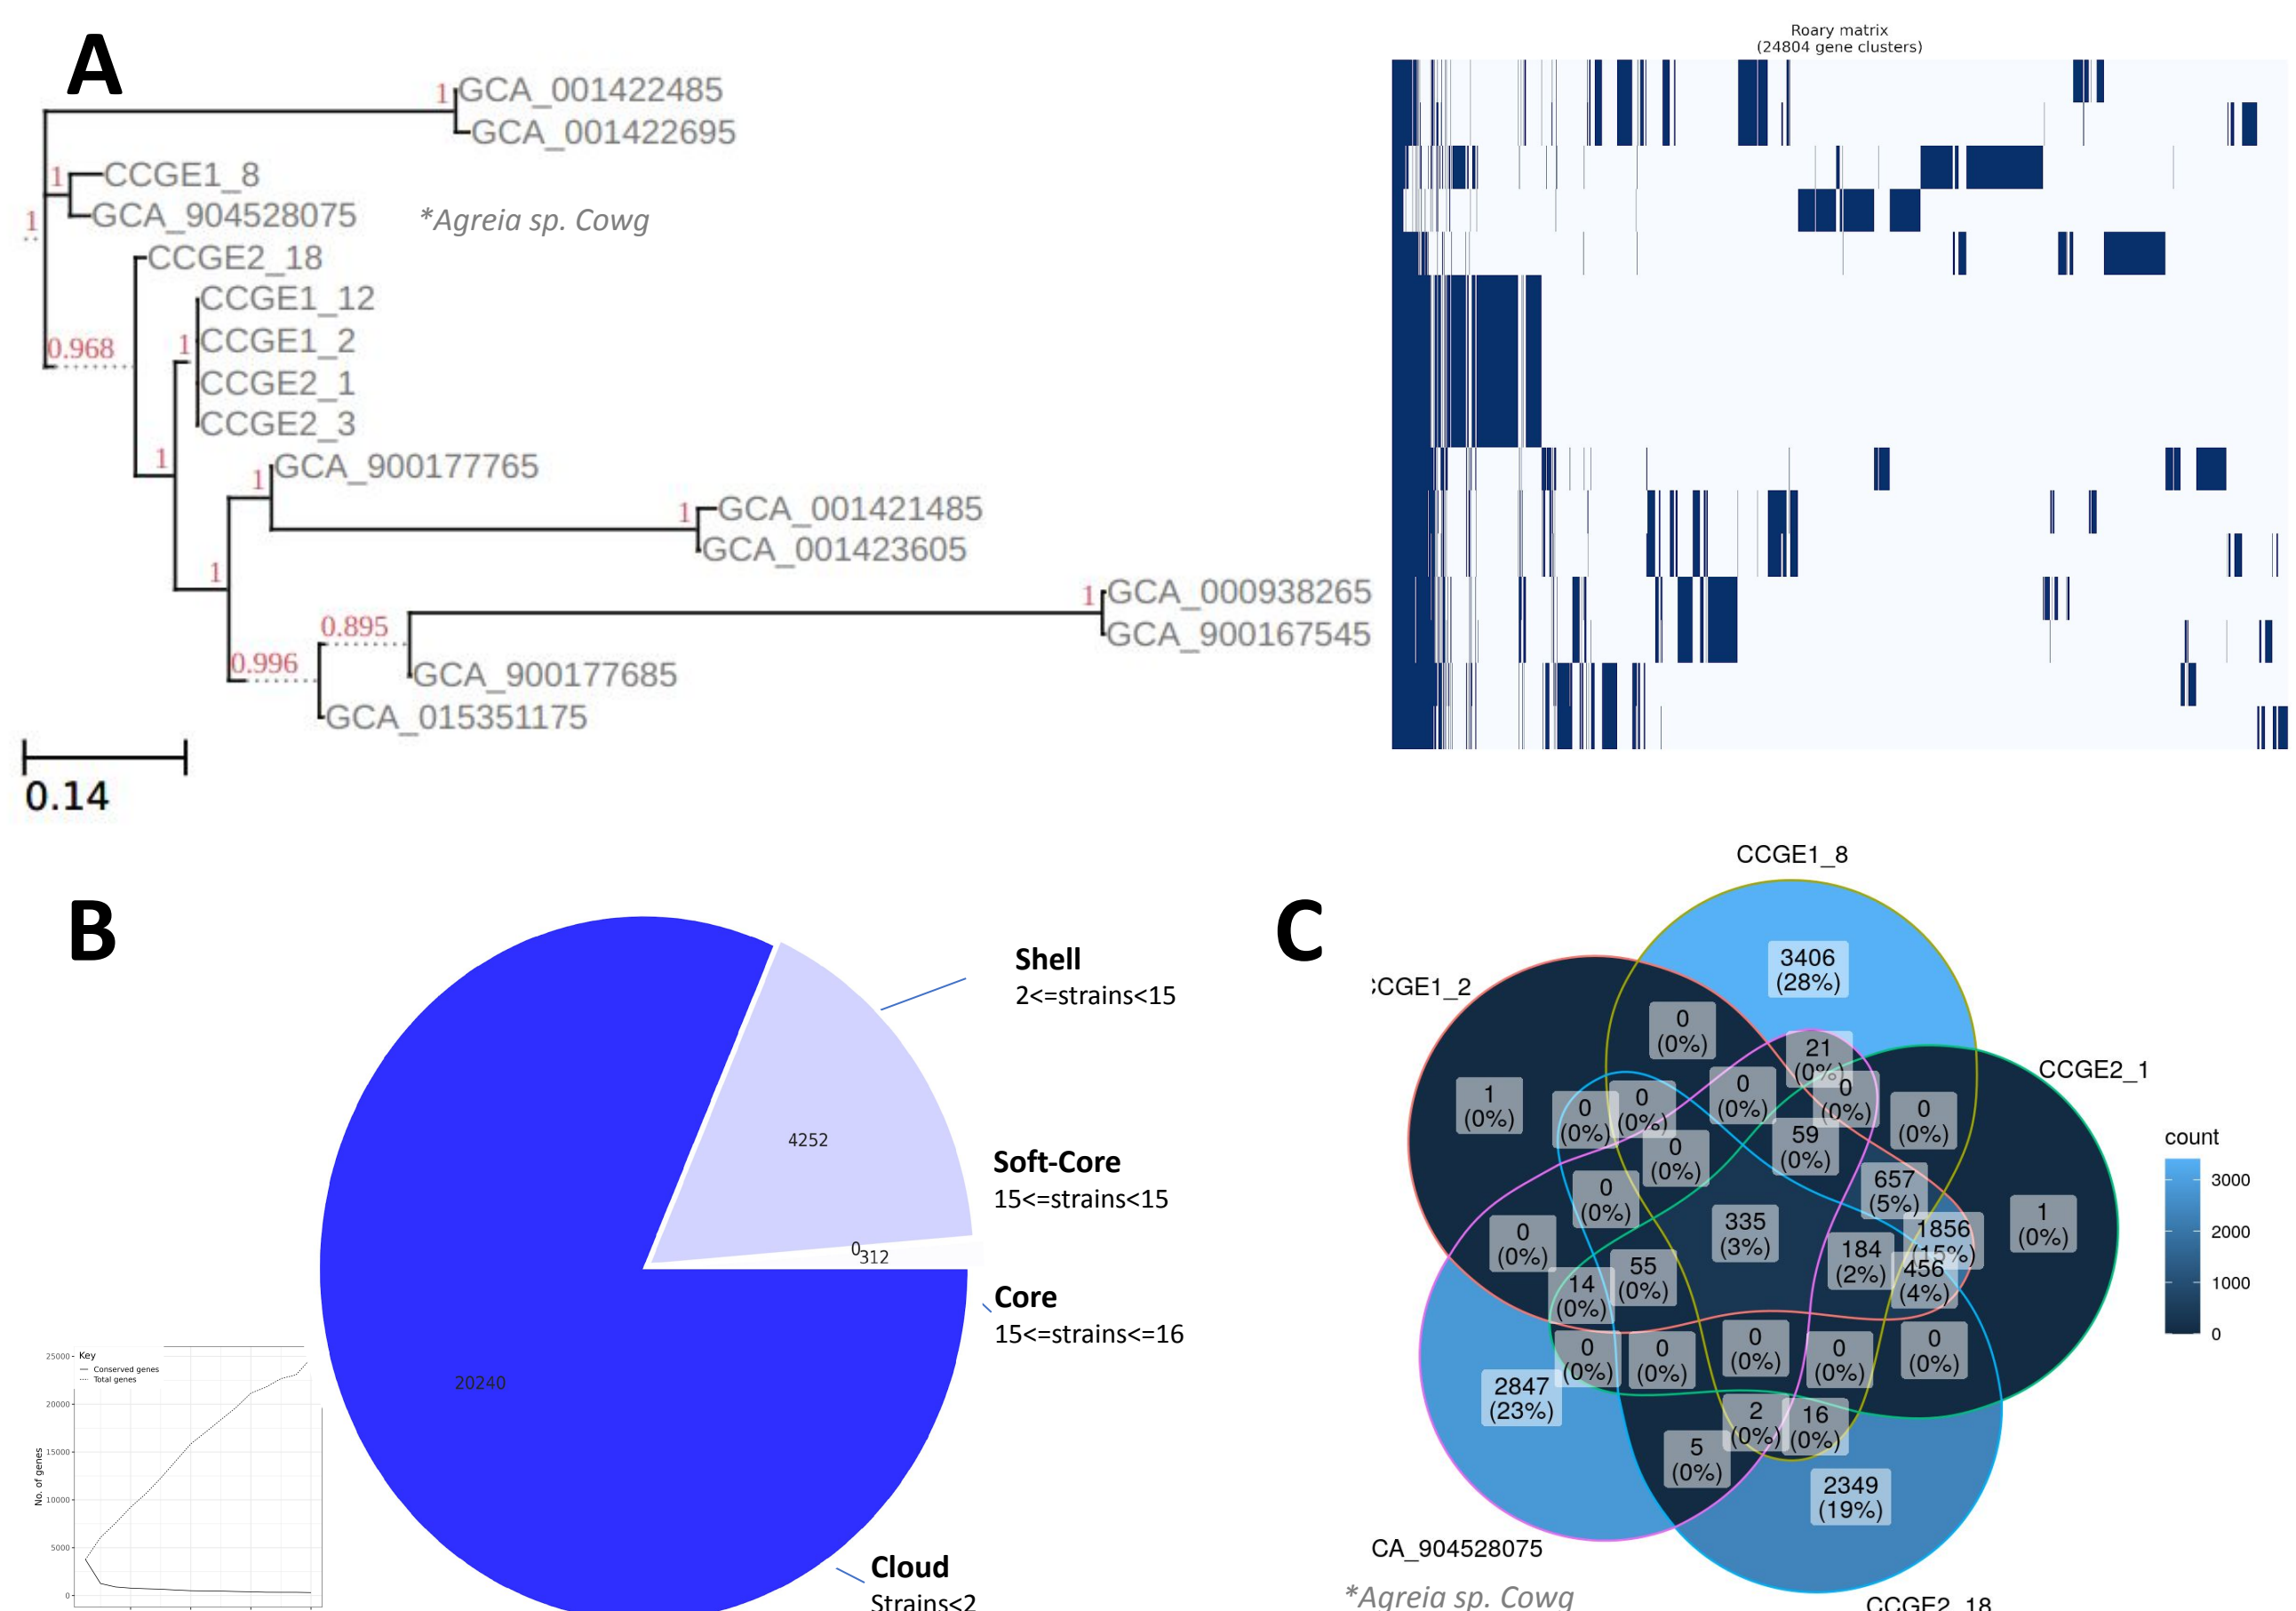 A
Roary matrix
(24804 gene clusters)
1
GCA_001422485
GCA_001422695
1
CCGE1_8
GCA_904528075
*Agreia sp. Cowg
1
CCGE2_18
CCGE1_12
0.968
1
CCGE1_2
CCGE2_1
CCGE2_3
1
1
GCA_900177765
1
GCA_001421485
GCA_001423605
1
1
GCA_000938265
GCA_900167545
0.895
0.996
GCA_900177685
GCA_015351175
0.14
B
Shell
2<=strains<15
4252
Soft-Core
15<=strains<15
0
312
Core
15<=strains<=16
20240
Cloud
Strains<2
Key
Conserved genes
Total genes
No. of genes
25000
20000
15000
10000
5000
0
C
CCGE1_8
CCGE1_2
CCGE2_1
3406
(28%)
0
(0%)
21
(0%)
1
(0%)
0
(0%)
0
(0%)
0
(0%)
0
(0%)
0
(0%)
0
(0%)
59
(0%)
657
(5%)
0
(0%)
0
(0%)
335
(3%)
184
(2%)
1856
(15%)
456
(4%)
1
(0%)
55
(0%)
14
(0%)
0
(0%)
0
(0%)
0
(0%)
0
(0%)
0
(0%)
2847
(23%)
2
(0%)
16
(0%)
5
(0%)
2349
(19%)
count
3000
2000
1000
0
CA_904528075
*Agreia sp. Cowg
CCGE2_18